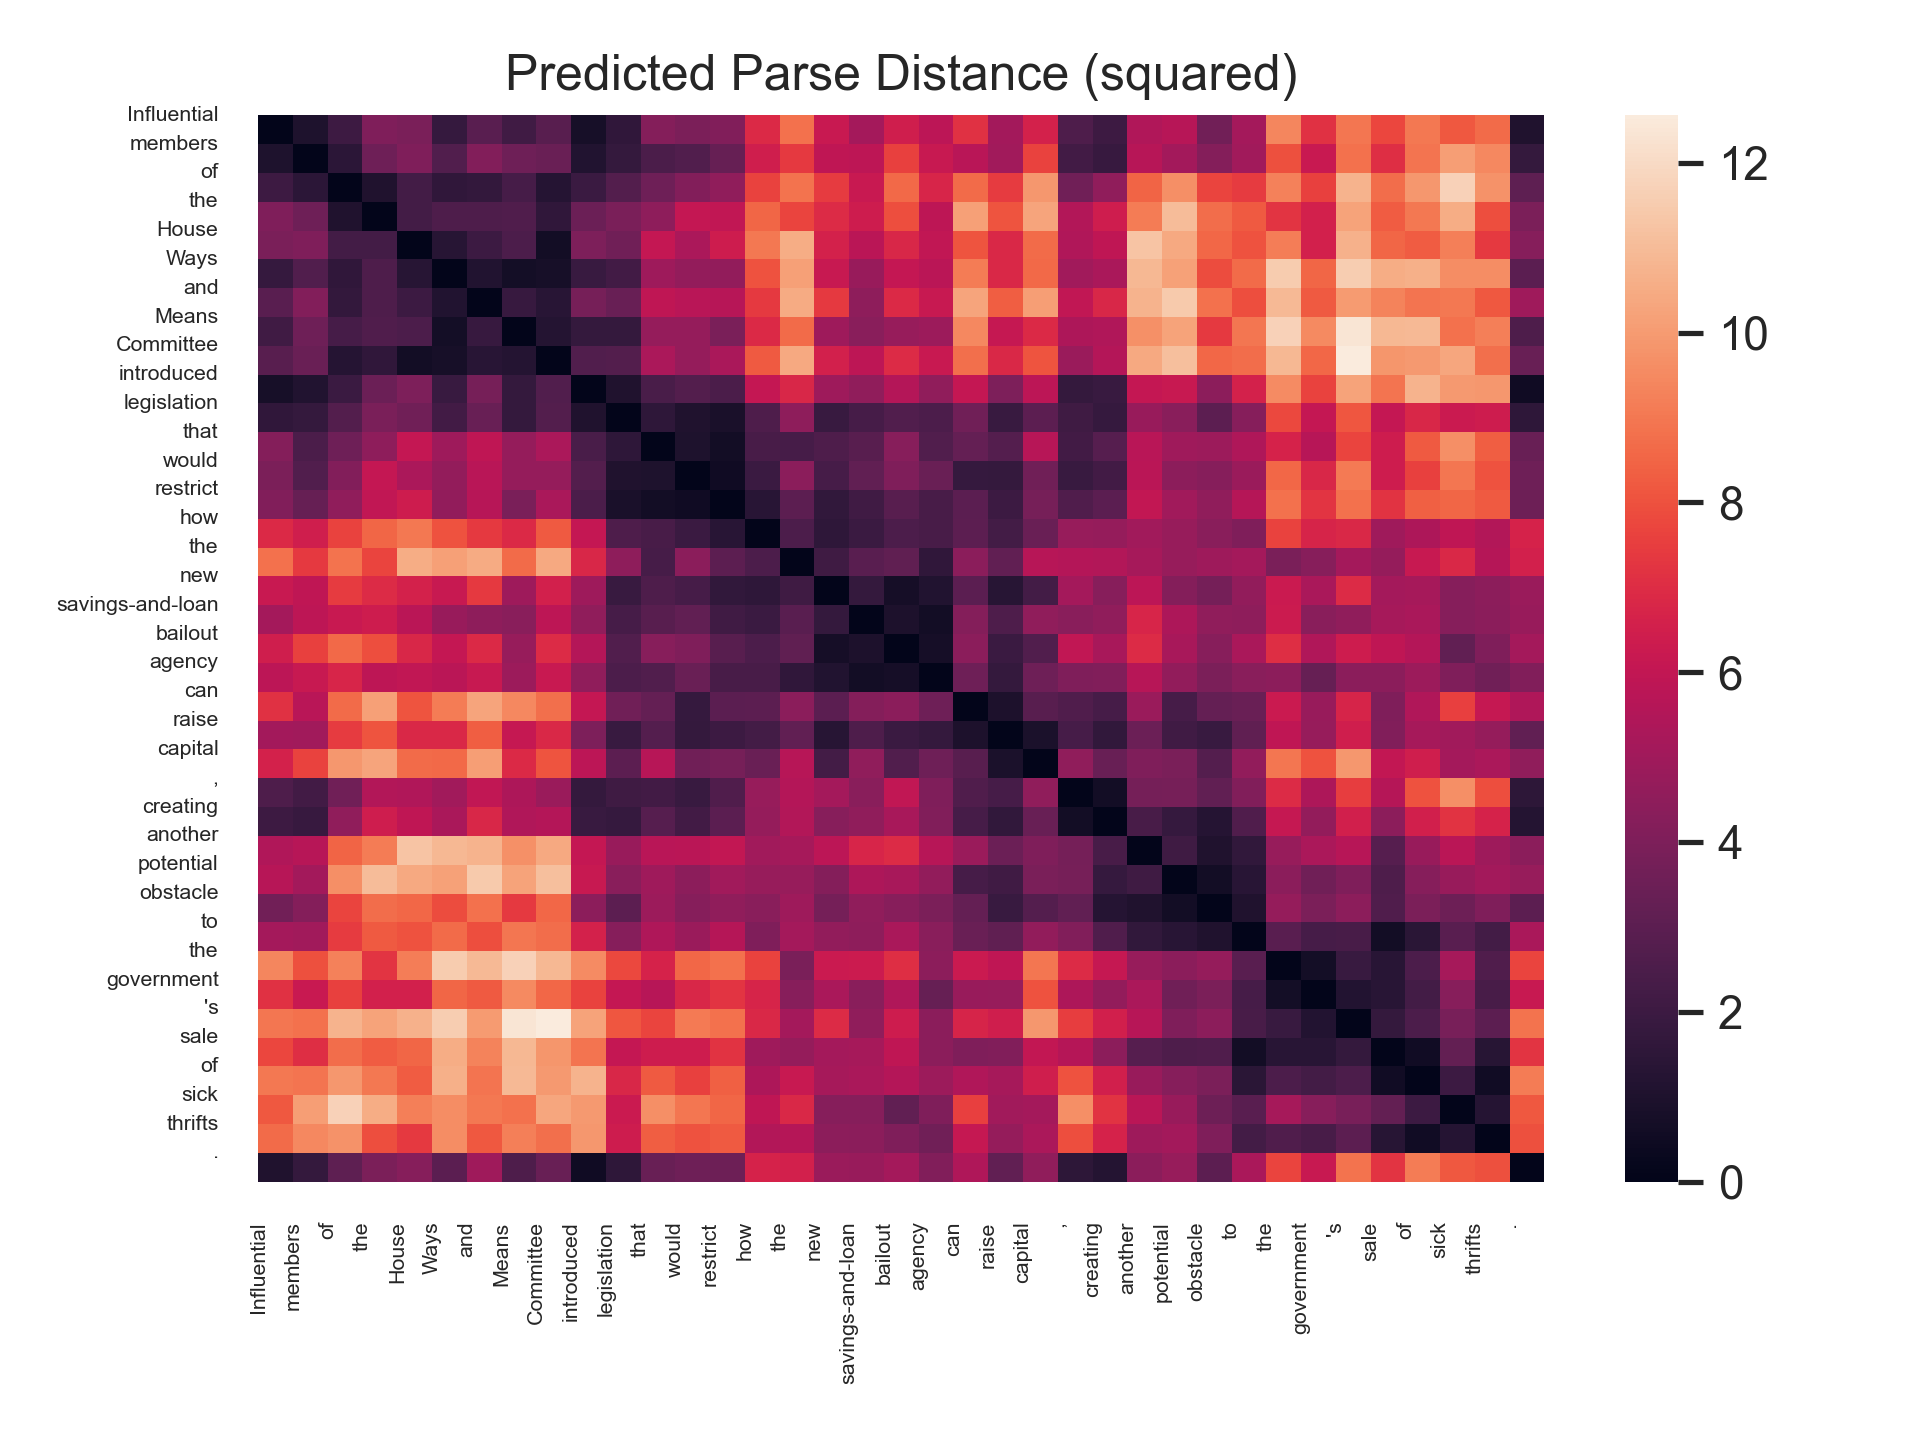 Predicted Parse Distance (squared)
Influential
members
of
the
House
Ways
and
Means
Committee
introduced
legislation
that
would
restrict
how
the
new
savings-and-loan
bailout
agency
can
raise
capital
,
creating
another
potential
obstacle
to
the
government
's
sale
of
sick
thrifts
.
12
10
8
6
4
2
0
Influential
members
of
the
House
Ways
and
Means
Committee
introduced
legislation
that
would
restrict
how
the
new
savings-and-loan
bailout
agency
can
raise
capital
,
creating
another
potential
obstacle
to
the
government
's
sale
of
sick
thrifts
.